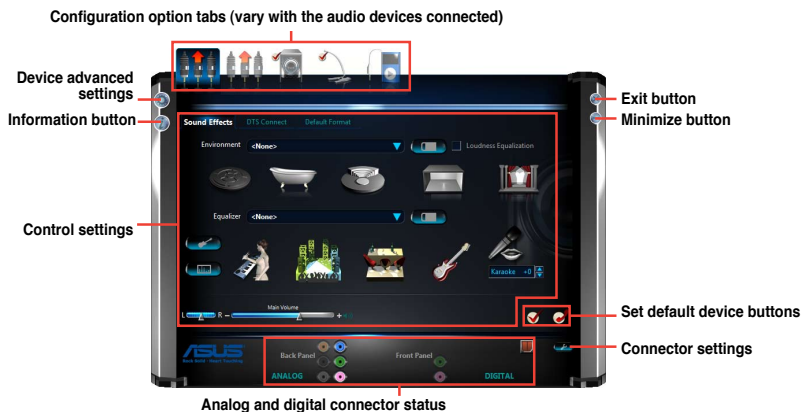 Configuration option tabs (vary with the audio devices connected)
Device advanced
settings
Information button
Exit button
Minimize button
Sound Effects DTS Connect Default Format
Environment <None> Loudness Equalization
Control settings
Equalizer <None>
Karaoke +0
Main Volume
L R - +
Set default device buttons
ASUS
Back Panel Front Panel
Connector settings
ANALOG DIGITAL
Analog and digital connector status